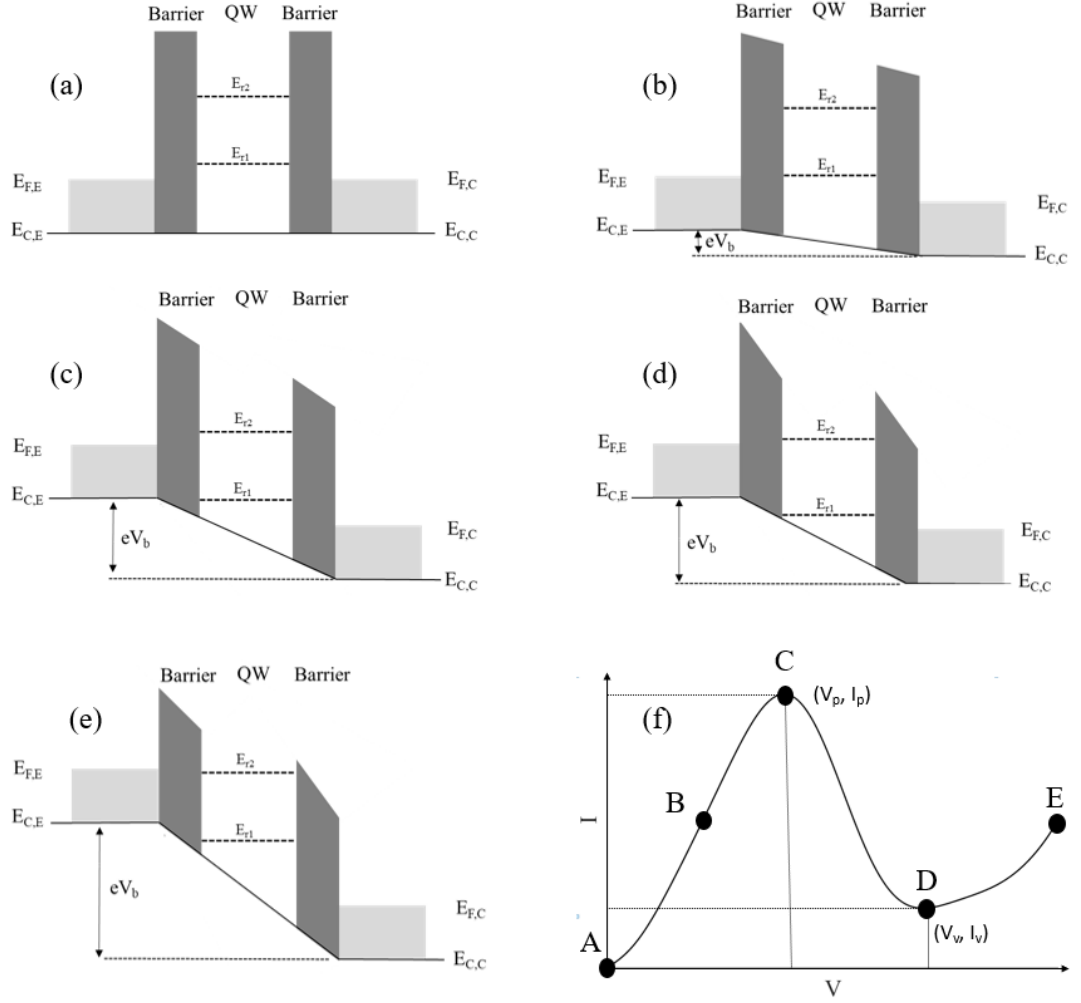 Barrier QW Barrier
(a)
E_r2
E_r1
E_F,E
E_F,C
E_C,E
E_C,C
Barrier QW Barrier
(b)
E_r2
E_r1
E_F,E
E_F,C
E_C,E
eV_b
E_C,C
Barrier QW Barrier
(c)
E_r2
E_F,E
E_r1
E_C,E
E_F,C
eV_b
E_C,C
Barrier QW Barrier
(d)
E_r2
E_F,E
E_C,E
E_r1
E_F,C
eV_b
E_C,C
Barrier QW Barrier
(e)
E_r2
E_F,E
E_C,E
E_r1
eV_b
E_F,C
E_C,C
C
(V_p, I_p)
(f)
B
E
I
D
A
(V_v, I_v)
V